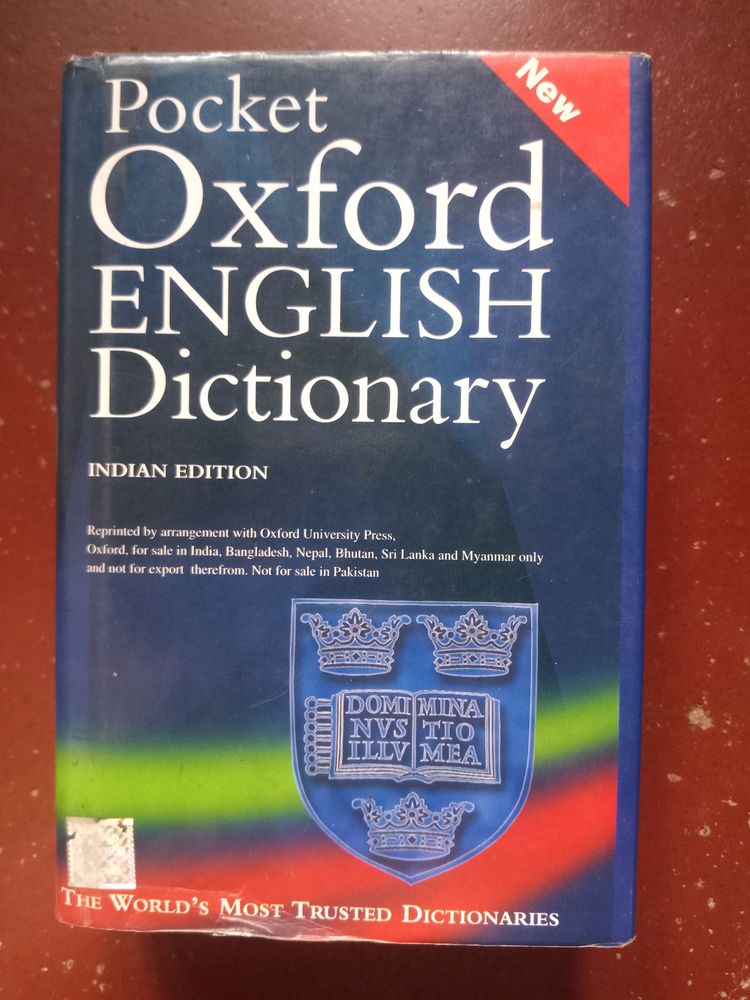 New
Pocket
Oxford
ENGLISH
Dictionary
INDIAN EDITION
Reprinted by arrangement with Oxford University Press,
Oxford, for sale in India, Bangladesh, Nepal, Bhutan, Sri Lanka and Myanmar only
and not for export therefrom. Not for sale in Pakistan
DOMI MINA
NVS TIO
ILLV MEA
THE WORLD'S MOST TRUSTED DICTIONARIES